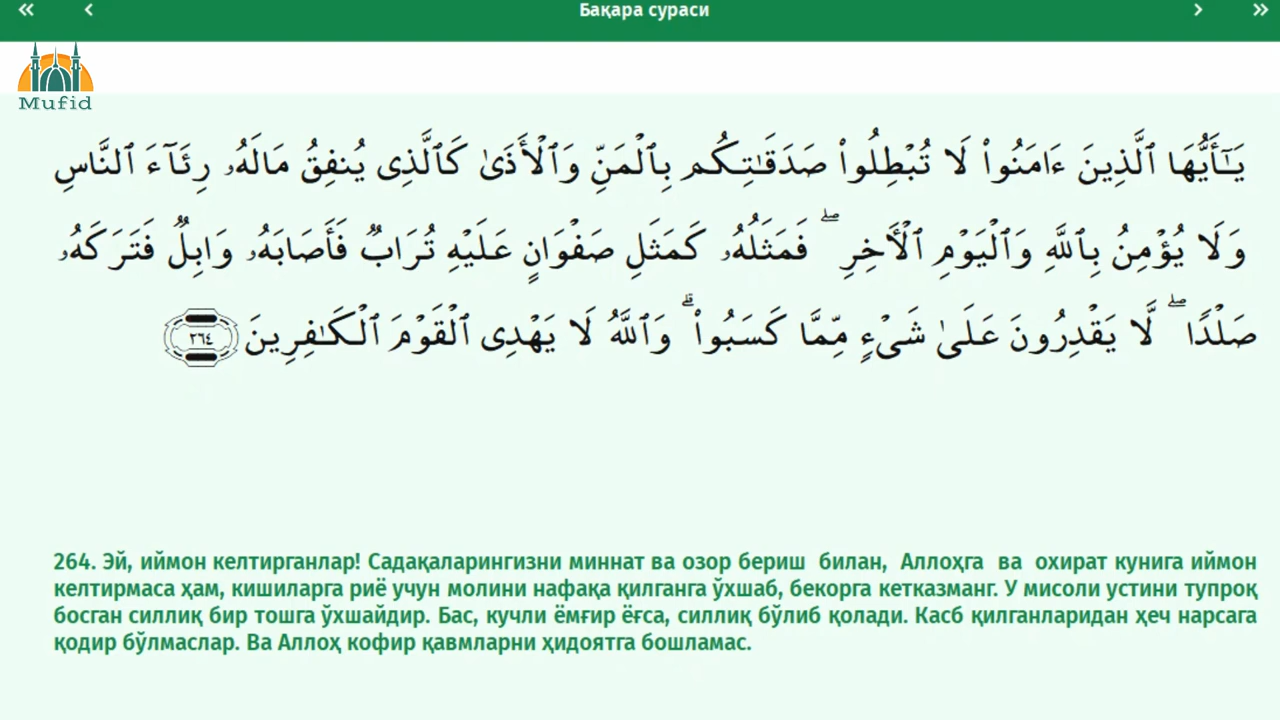 Бақара сураси
Mufid
يَـٰٓأَيُّهَا ٱلَّذِينَ ءَامَنُوا۟ لَا تُبْطِلُوا۟ صَدَقَـٰتِكُم بِٱلْمَنِّ وَٱلْأَذَىٰ كَٱلَّذِى يُنفِقُ مَالَهُۥ رِئَآءَ ٱلنَّاسِ
وَلَا يُؤْمِنُ بِٱللَّهِ وَٱلْيَوْمِ ٱلْـَٔاخِرِ ۖ فَمَثَلُهُۥ كَمَثَلِ صَفْوَانٍ عَلَيْهِ تُرَابٌ فَأَصَابَهُۥ وَابِلٌ فَتَرَكَهُۥ
صَلْدًا ۖ لَّا يَقْدِرُونَ عَلَىٰ شَىْءٍ مِّمَّا كَسَبُوا۟ ۗ وَٱللَّهُ لَا يَهْدِى ٱلْقَوْمَ ٱلْكَـٰفِرِينَ ٢٦٤
264. Эй, иймон келтирганлар! Садақаларингизни миннат ва озор бериш билан, Аллоҳга ва охират кунига иймон
келтирмаса ҳам, кишиларга риё учун молини нафақа қилганга ўхшаб, бекорга кетказманг. У мисоли устини тупроқ
босган силлиқ бир тошга ўхшайдир. Бас, кучли ёмғир ёғса, силлиқ бўлиб қолади. Касб қилганларидан ҳеч нарсага
қодир бўлмаслар. Ва Аллоҳ кофир қавмларни ҳидоятга бошламас.